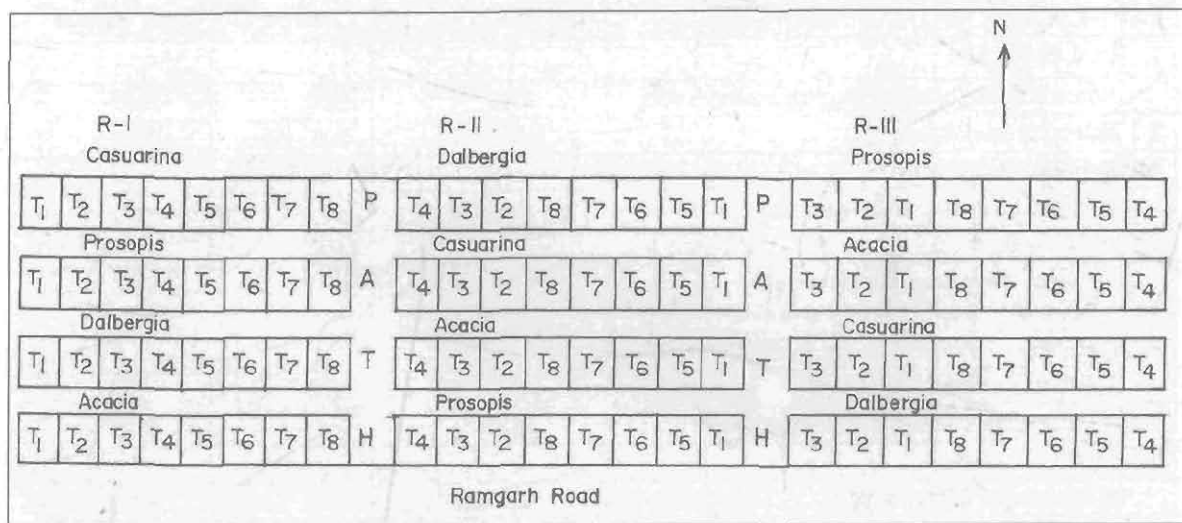 N
R-I R-II R-III
Casuarina Dalbergia Prosopis
T1 T2 T3 T4 T5 T6 T7 T8 P T4 T3 T2 T8 T7 T6 T5 T1 P T3 T2 T1 T8 T7 T6 T5 T4
Prosopis Casuarina Acacia
T1 T2 T3 T4 T5 T6 T7 T8 A T4 T3 T2 T8 T7 T6 T5 T1 A T3 T2 T1 T8 T7 T6 T5 T4
Dalbergia Acacia Casuarina
T1 T2 T3 T4 T5 T6 T7 T8 T T4 T3 T2 T8 T7 T6 T5 T1 T T3 T2 T1 T8 T7 T6 T5 T4
Acacia Prosopis Dalbergia
T1 T2 T3 T4 T5 T6 T7 T8 H T4 T3 T2 T8 T7 T6 T5 T1 H T3 T2 T1 T8 T7 T6 T5 T4
Ramgarh Road